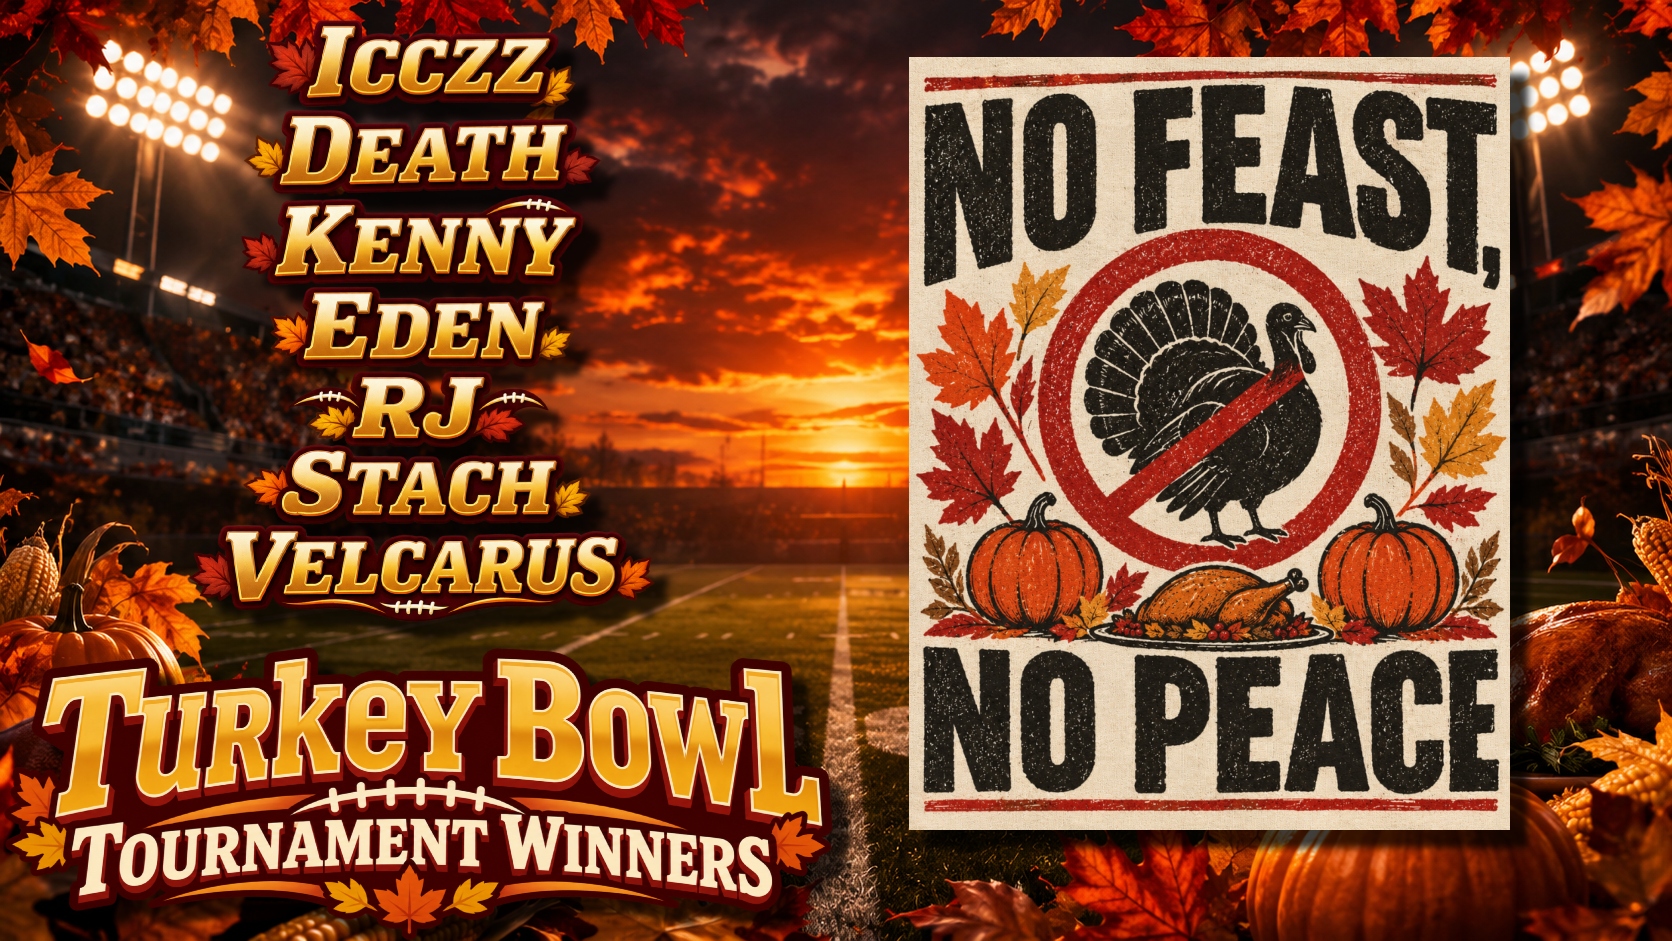 Icczz
Death
Kenny
Eden
RJ
Stach
Velcarus
Turkey Bowl
Tournament Winners
NO FEAST,
NO PEACE